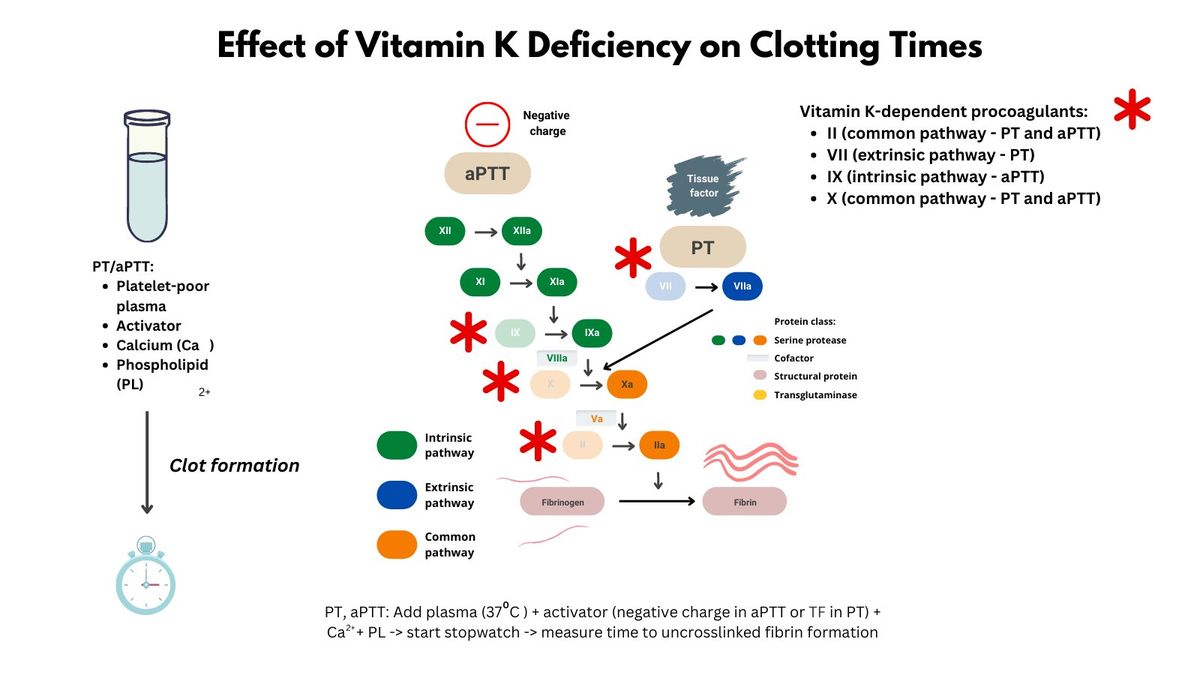 Effect of Vitamin K Deficiency on Clotting Times
Negative
charge
aPTT
XII
XIIa
XI
XIa
IX
IXa
VIIIa
X
Xa
Va
II
IIa
Fibrinogen
Fibrin
Tissue
factor
PT
VII
VIIa
Vitamin K-dependent procoagulants:
• II (common pathway - PT and aPTT)
• VII (extrinsic pathway - PT)
• IX (intrinsic pathway - aPTT)
• X (common pathway - PT and aPTT)
PT/aPTT:
• Platelet-poor
plasma
• Activator
• Calcium (Ca )
• Phospholipid
(PL)
2+
Clot formation
Protein class:
Serine protease
Cofactor
Structural protein
Transglutaminase
Intrinsic
pathway
Extrinsic
pathway
Common
pathway
PT, aPTT: Add plasma (37⁰C ) + activator (negative charge in aPTT or TF in PT) +
Ca²⁺+ PL -> start stopwatch -> measure time to uncrosslinked fibrin formation